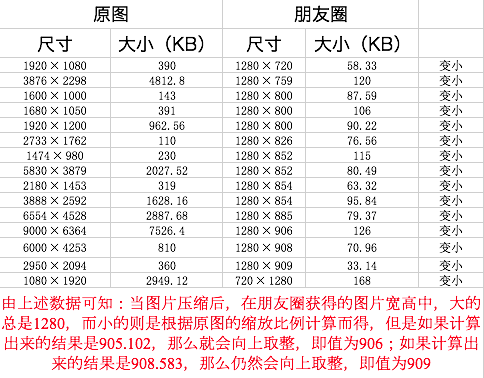 原图 朋友圈
尺寸 大小（KB） 尺寸 大小（KB）
1920×1080 390 1280×720 58.33 变小
3876×2298 4812.8 1280×759 120 变小
1600×1000 143 1280×800 87.59 变小
1680×1050 391 1280×800 106 变小
1920×1200 962.56 1280×800 90.22 变小
2733×1762 110 1280×826 76.56 变小
1474×980 230 1280×852 115 变小
5830×3879 2027.52 1280×852 80.49 变小
2180×1453 319 1280×854 63.32 变小
3888×2592 1628.16 1280×854 95.84 变小
6554×4528 2887.68 1280×885 79.37 变小
9000×6364 7526.4 1280×906 126 变小
6000×4253 810 1280×908 70.96 变小
2950×2094 360 1280×909 33.14 变小
1080×1920 2949.12 720×1280 168 变小
由上述数据可知：当图片压缩后，在朋友圈获得的图片宽高中，大的
总是1280，而小的则是根据原图的缩放比例计算而得，但是如果计算
出来的结果是905.102，那么就会向上取整，即值为906；如果计算出
来的结果是908.583，那么仍然会向上取整，即值为909